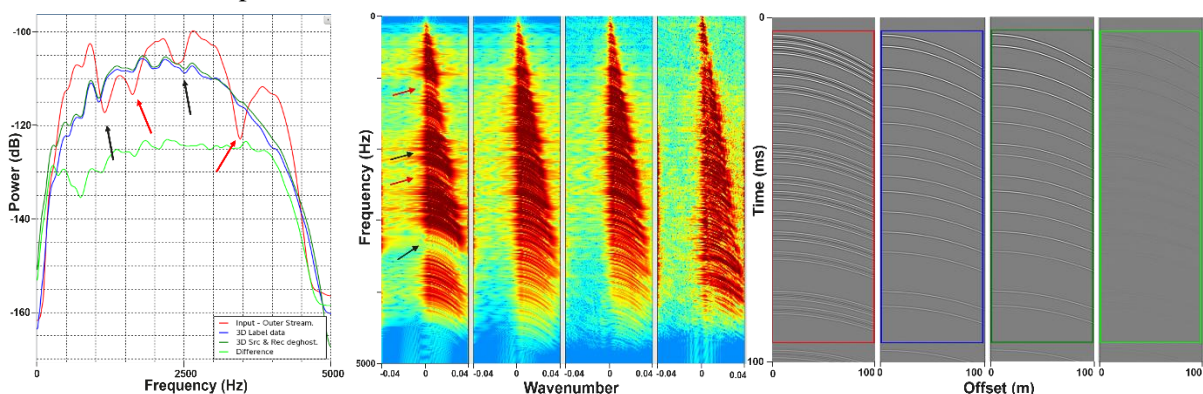 -100
-120
-140
-160
Power (dB)
Input - Outer Stream.
3D Label data
3D Src & Rec deghost.
Difference
0 2500 5000
Frequency (Hz)
0
5000
Frequency (Hz)
-0.04 0 0.04 -0.04 0 0.04 -0.04 0 0.04 -0.04 0 0.04
Wavenumber
0
100
Time (ms)
0 100 0 100 0 100 0 100
Offset (m)